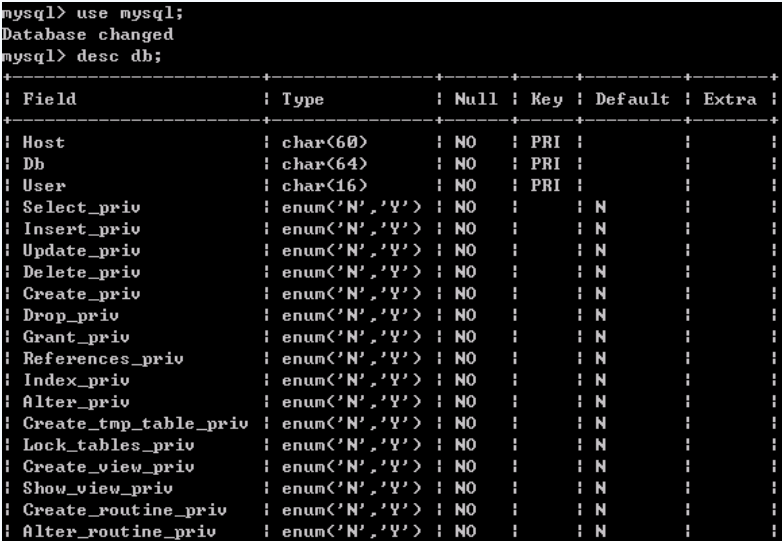 mysql> use mysql;
Database changed
mysql> desc db;
+-----------------------+---------------+------+-----+---------+-------+
| Field                 | Type          | Null | Key | Default | Extra |
+-----------------------+---------------+------+-----+---------+-------+
| Host                  | char(60)      | NO   | PRI |         |       |
| Db                    | char(64)      | NO   | PRI |         |       |
| User                  | char(16)      | NO   | PRI |         |       |
| Select_priv           | enum('N','Y') | NO   |     | N       |       |
| Insert_priv           | enum('N','Y') | NO   |     | N       |       |
| Update_priv           | enum('N','Y') | NO   |     | N       |       |
| Delete_priv           | enum('N','Y') | NO   |     | N       |       |
| Create_priv           | enum('N','Y') | NO   |     | N       |       |
| Drop_priv             | enum('N','Y') | NO   |     | N       |       |
| Grant_priv            | enum('N','Y') | NO   |     | N       |       |
| References_priv       | enum('N','Y') | NO   |     | N       |       |
| Index_priv            | enum('N','Y') | NO   |     | N       |       |
| Alter_priv            | enum('N','Y') | NO   |     | N       |       |
| Create_tmp_table_priv | enum('N','Y') | NO   |     | N       |       |
| Lock_tables_priv      | enum('N','Y') | NO   |     | N       |       |
| Create_view_priv      | enum('N','Y') | NO   |     | N       |       |
| Show_view_priv        | enum('N','Y') | NO   |     | N       |       |
| Create_routine_priv   | enum('N','Y') | NO   |     | N       |       |
| Alter_routine_priv    | enum('N','Y') | NO   |     | N       |       |